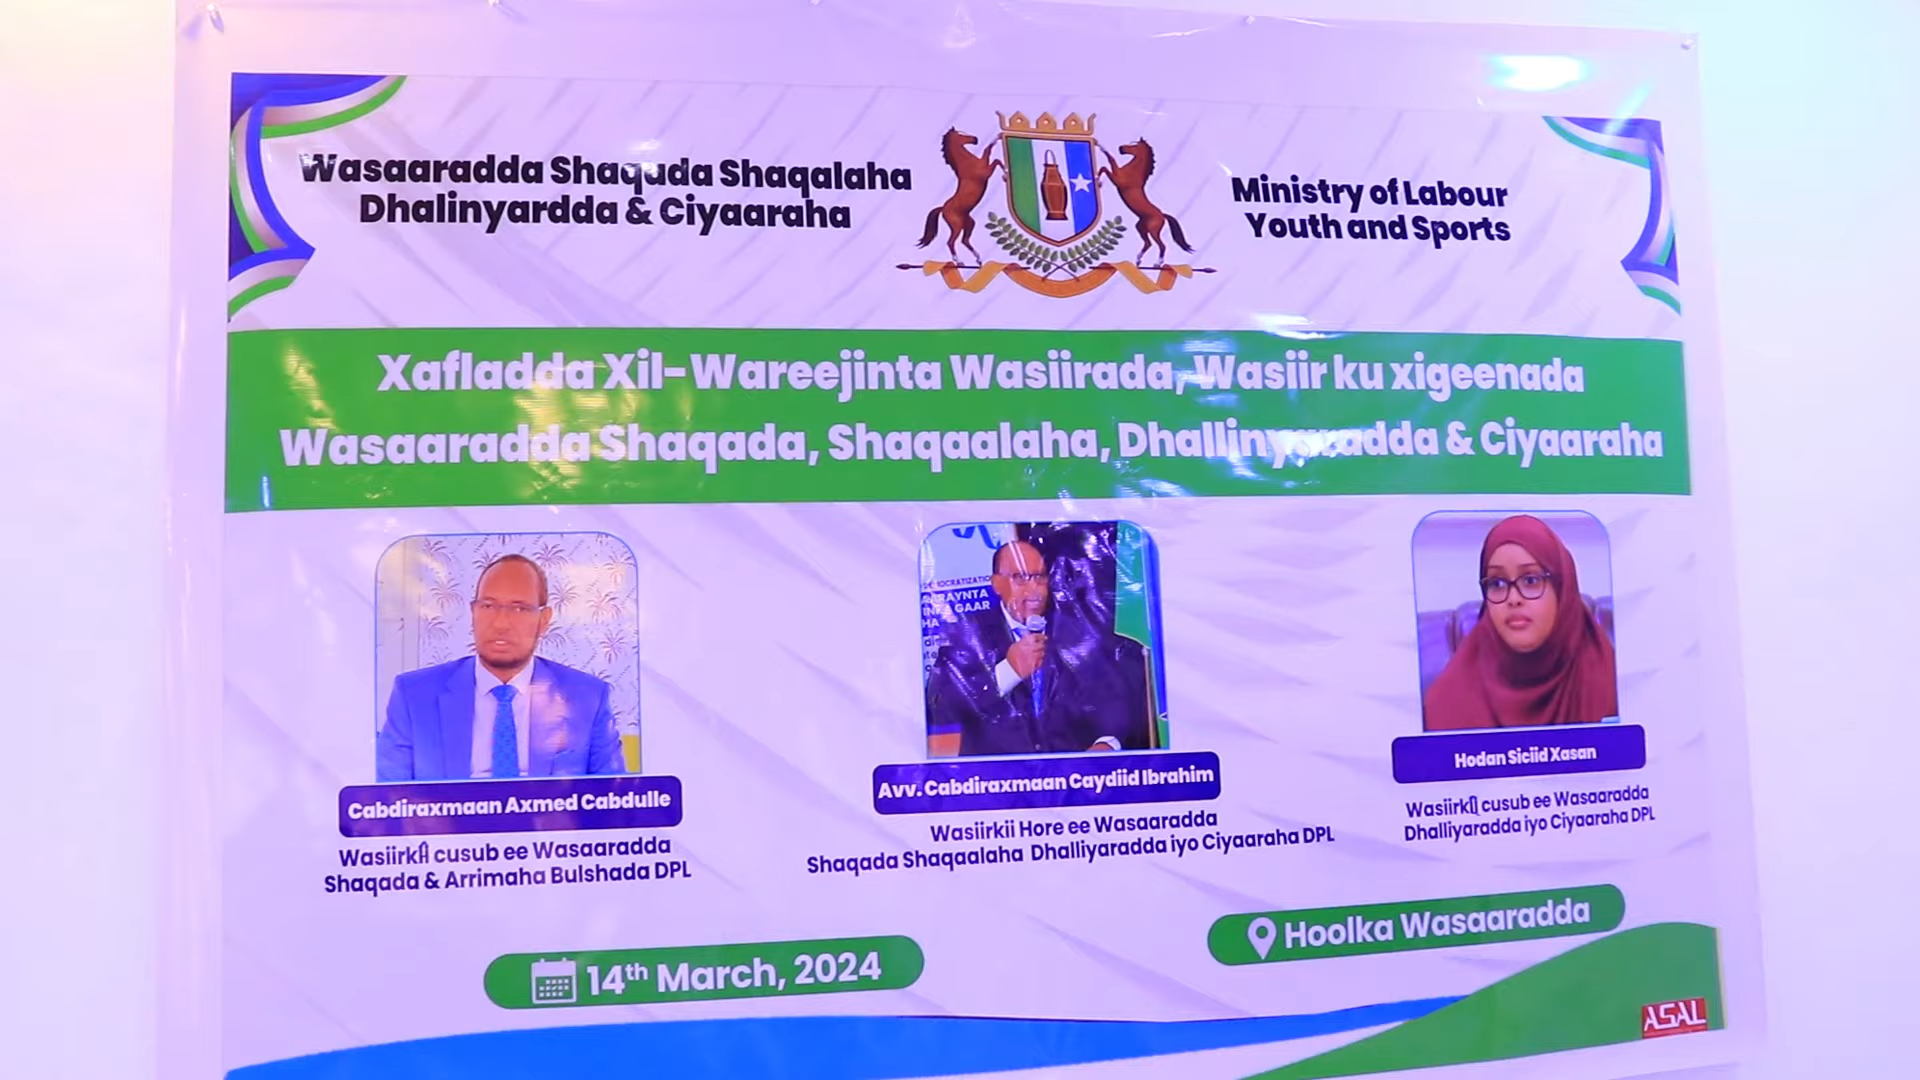 Wasaaradda Shaqada Shaqalaha
Dhalinyardda & Ciyaaraha
Ministry of Labour
Youth and Sports
Xafladda Xil-Wareejinta Wasiirada, Wasiir ku xigeenada
Wasaaradda Shaqada, Shaqaalaha, Dhallinyaradda & Ciyaaraha
Cabdiraxmaan Axmed Cabdulle
Wasiirkii cusub ee Wasaaradda
Shaqada & Arrimaha Bulshada DPL
Avv. Cabdiraxmaan Caydiid Ibrahim
Wasiirkii Hore ee Wasaaradda
Shaqada Shaqaalaha Dhalliyaradda iyo Ciyaaraha DPL
Hodan Siciid Xasan
Wasiirkii cusub ee Wasaaradda
Dhalliyaradda iyo Ciyaaraha DPL
14th March, 2024
Hoolka Wasaaradda
ASAL